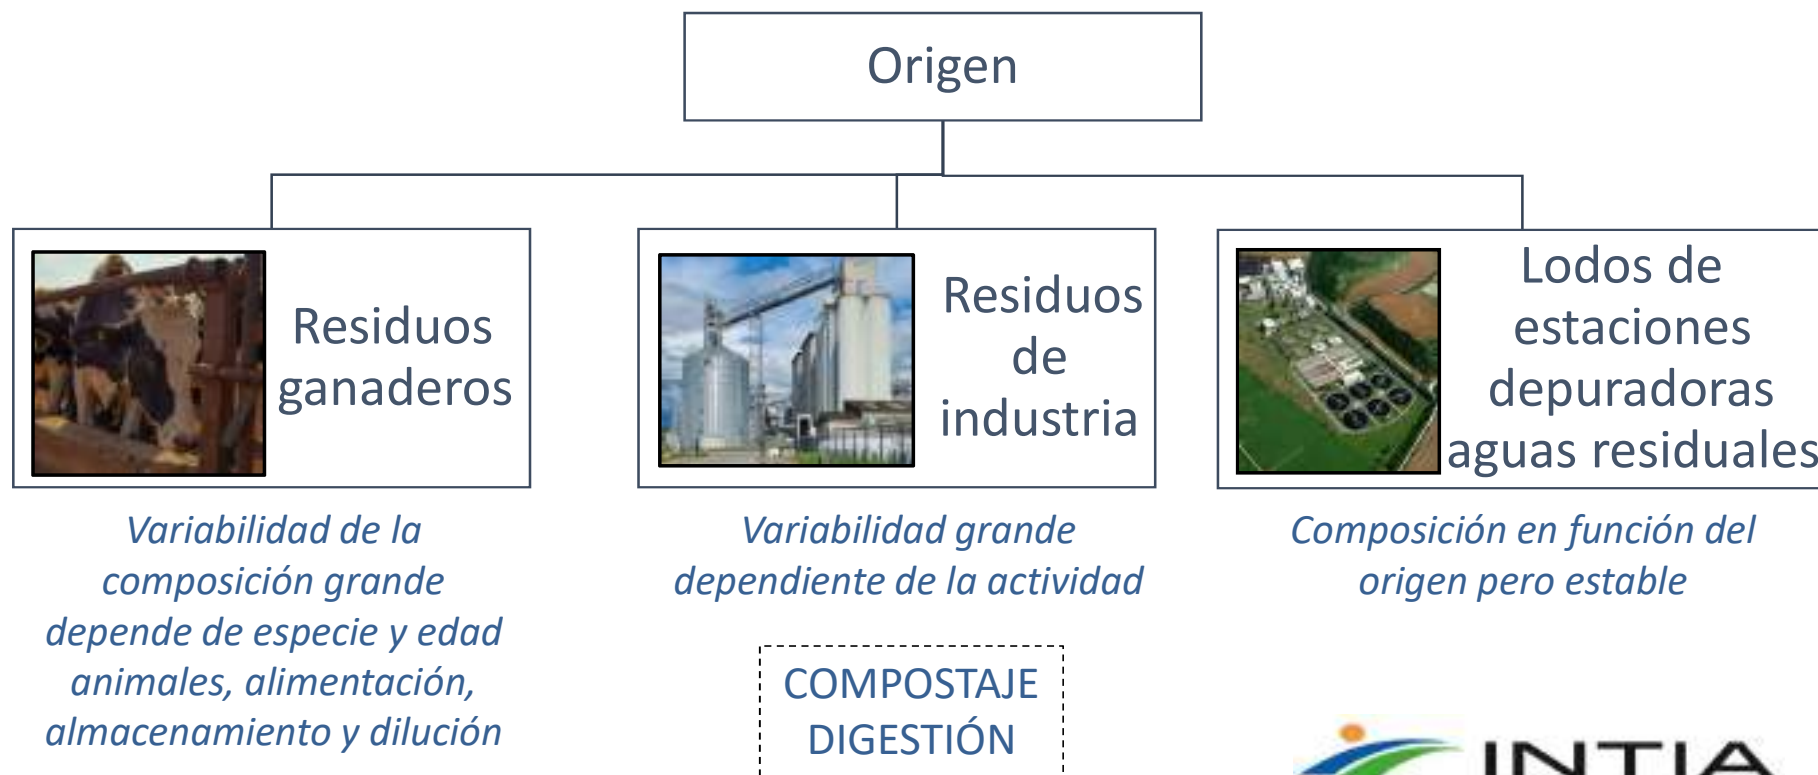 Origen
Residuos
ganaderos
Residuos
de
industria
Lodos de
estaciones
depuradoras
aguas residuales
Variabilidad de la
composición grande
depende de especie y edad
animales, alimentación,
almacenamiento y dilución
Variabilidad grande
dependiente de la actividad
Composición en función del
origen pero estable
COMPOSTAJE
DIGESTIÓN
INTIA